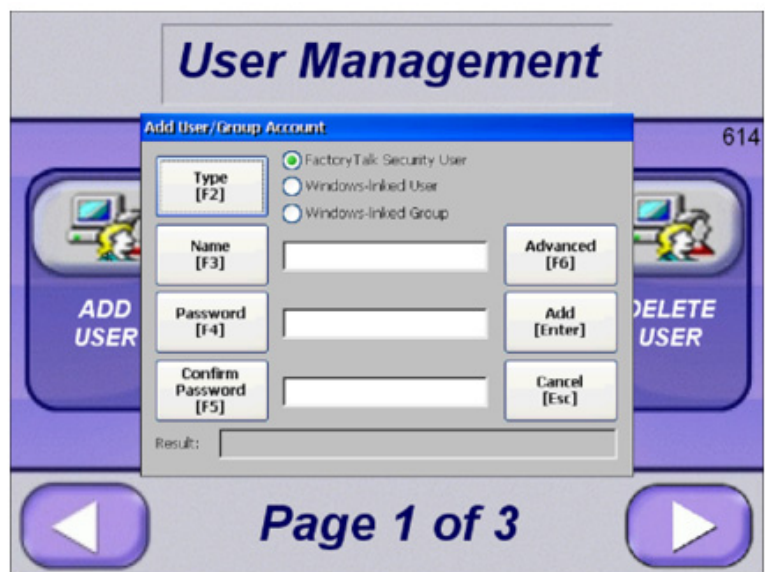 User Management
Add User/Group Account
614
Type
[F2]
FactoryTalk Security User
Windows-linked User
Windows-linked Group
Name
[F3]
Advanced
[F6]
ADD
USER
Password
[F4]
Add
[Enter]
DELETE
USER
Confirm
Password
[F5]
Cancel
[Esc]
Result:
Page 1 of 3